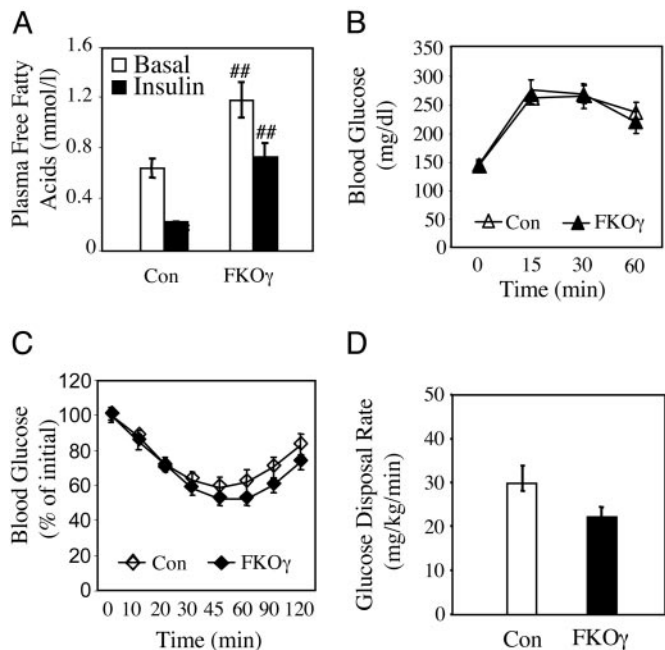 A
Plasma Free Fatty
Acids (mmol/l)
1.6
1.2
0.8
0.4
0
Basal
Insulin
##
##
Con
FKOγ
B
Blood Glucose
(mg/dl)
350
300
250
200
150
100
50
0
Con
FKOγ
0 15 30 60
Time (min)
C
Blood Glucose
(% of initial)
120
100
80
60
40
20
0
Con
FKOγ
0 10 20 30 45 60 90 120
Time (min)
D
Glucose Disposal Rate
(mg/kg/min)
50
40
30
20
10
0
Con
FKOγ